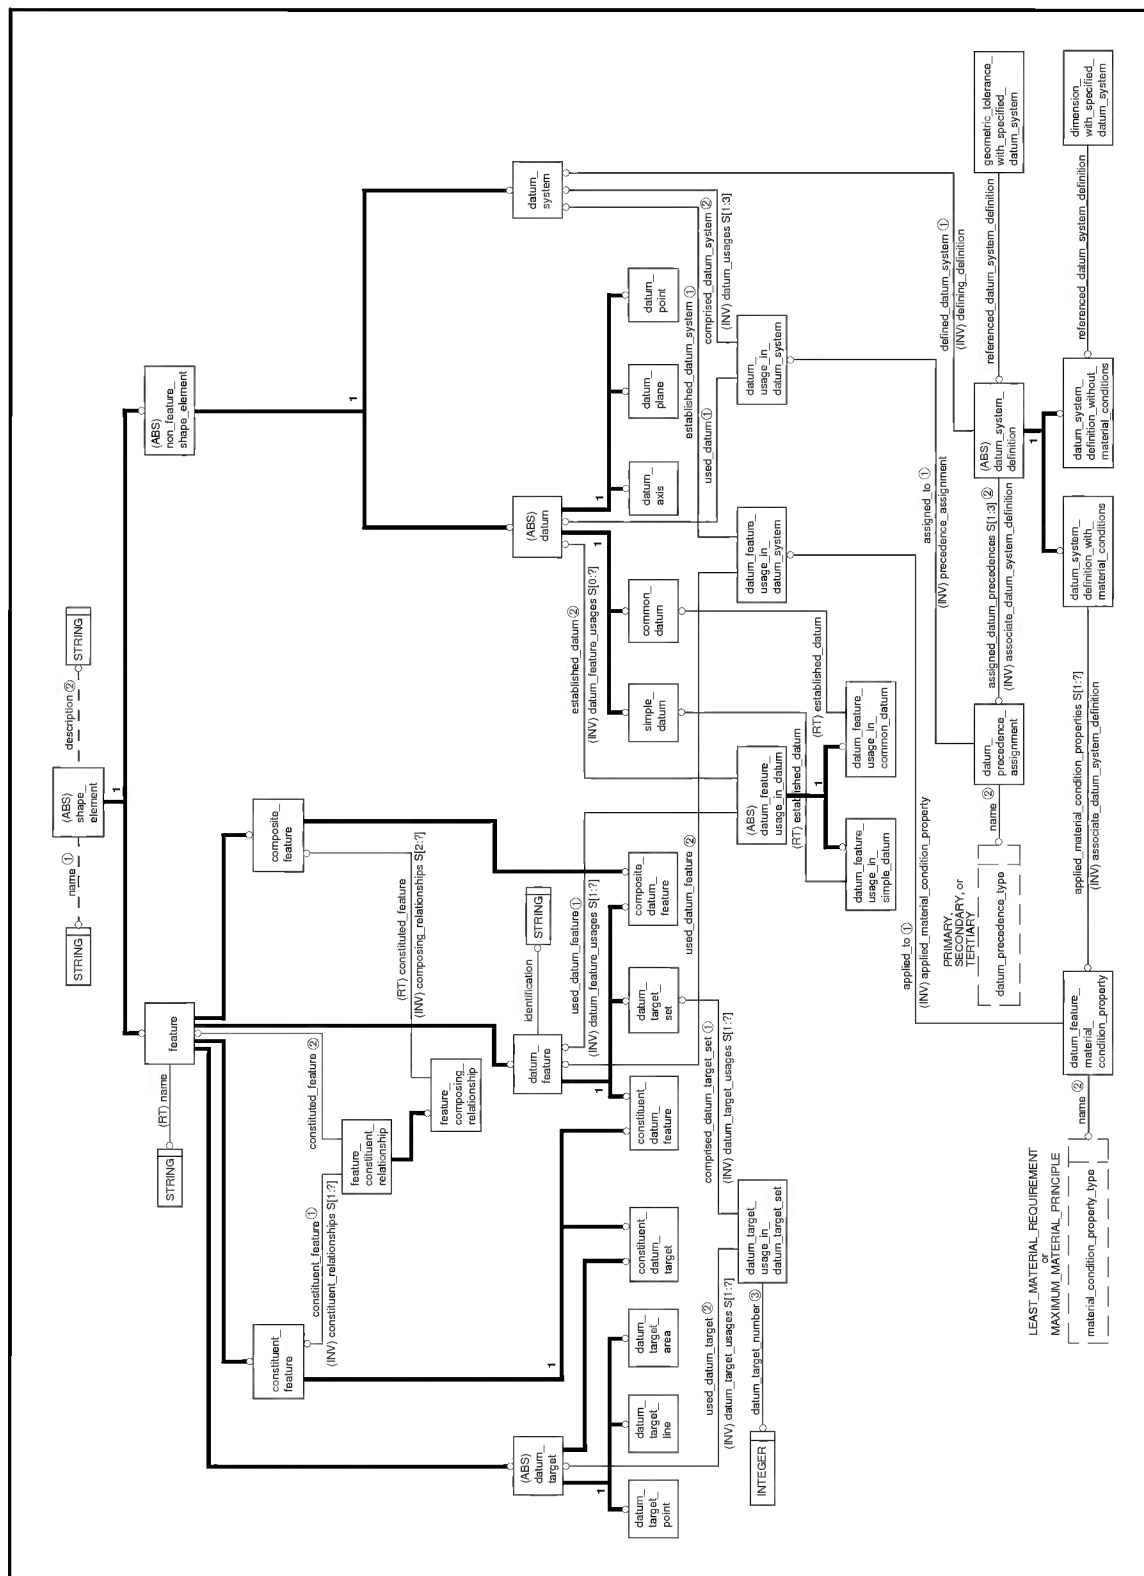 (ABS)
shape_
element
name ①
STRING
description ②
STRING
1
feature
(RT) name
STRING
(ABS)
non_feature_
shape_element
1
constituent_
feature
constituent_feature ①
(INV) constituent_relationships S[1:?]
feature_
constituent_
relationship
constituted_feature ②
feature_
composing_
relationship
(RT) constituted_feature
(INV) composing_relationships S[2:?]
composite_
feature
1
(ABS)
datum_
target
1
datum_
feature
1
identification
STRING
used_datum_feature ①
(INV) datum_feature_usages S[1:?]
(ABS)
datum
1
1
established_datum ②
(INV) datum_feature_usages S[0:?]
datum_
system
datum_
target_
point
datum_
target_
line
datum_
target_
area
constituent_
datum_
target
constituent_
datum_
feature
datum_
target_
set
composite_
datum_
feature
simple_
datum
common_
datum
datum_
axis
datum_
plane
datum_
point
used_datum_target ②
(INV) datum_target_usages S[1:?]
comprised_datum_target_set ①
(INV) datum_target_usages S[1:?]
used_datum_feature ②
established_datum_system ①
used_datum ①
comprised_datum_system ②
(INV) datum_usages S[1:3]
INTEGER
datum_target_number ③
datum_target_
usage_in_
datum_target_set
(ABS)
datum_feature_
usage_in_datum
1
(RT) established_datum
(RT) established_datum
datum_feature_
usage_in_
datum_system
datum_
usage_in_
datum_system
datum_feature_
usage_in_
simple_datum
datum_feature_
usage_in_
common_datum
applied_to ①
(INV) applied_material_condition_property
assigned_to ①
(INV) precedence_assignment
defined_datum_system ①
(INV) defining_definition
PRIMARY,
SECONDARY, or
TERTIARY
datum_precedence_type
name ②
datum_
precedence_
assignment
assigned_datum_precedences S[1:3] ②
(INV) associate_datum_system_definition
(ABS)
datum_system_
definition
1
referenced_datum_system_definition
geometric_tolerance_
with_specified_
datum_system
LEAST_MATERIAL_REQUIREMENT
or
MAXIMUM_MATERIAL_PRINCIPLE
material_condition_property_type
name ②
datum_feature_
material_
condition_property
applied_material_condition_properties S[1:?]
(INV) associate_datum_system_definition
datum_system_
definition_with_
material_conditions
datum_system_
definition_without_
material_conditions
referenced_datum_system_definition
dimension_
with_specified_
datum_system